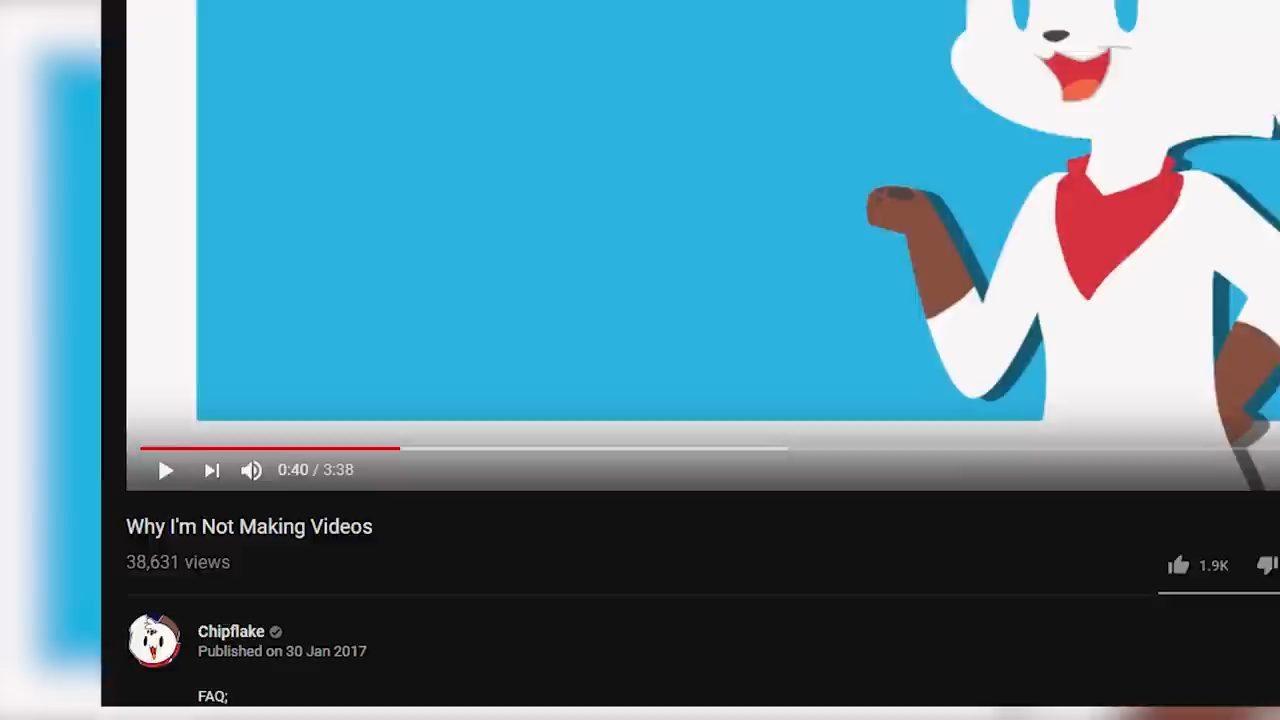 0:40 / 3:38
Why I'm Not Making Videos
38,631 views
1.9K
Chipflake
Published on 30 Jan 2017
FAQ;